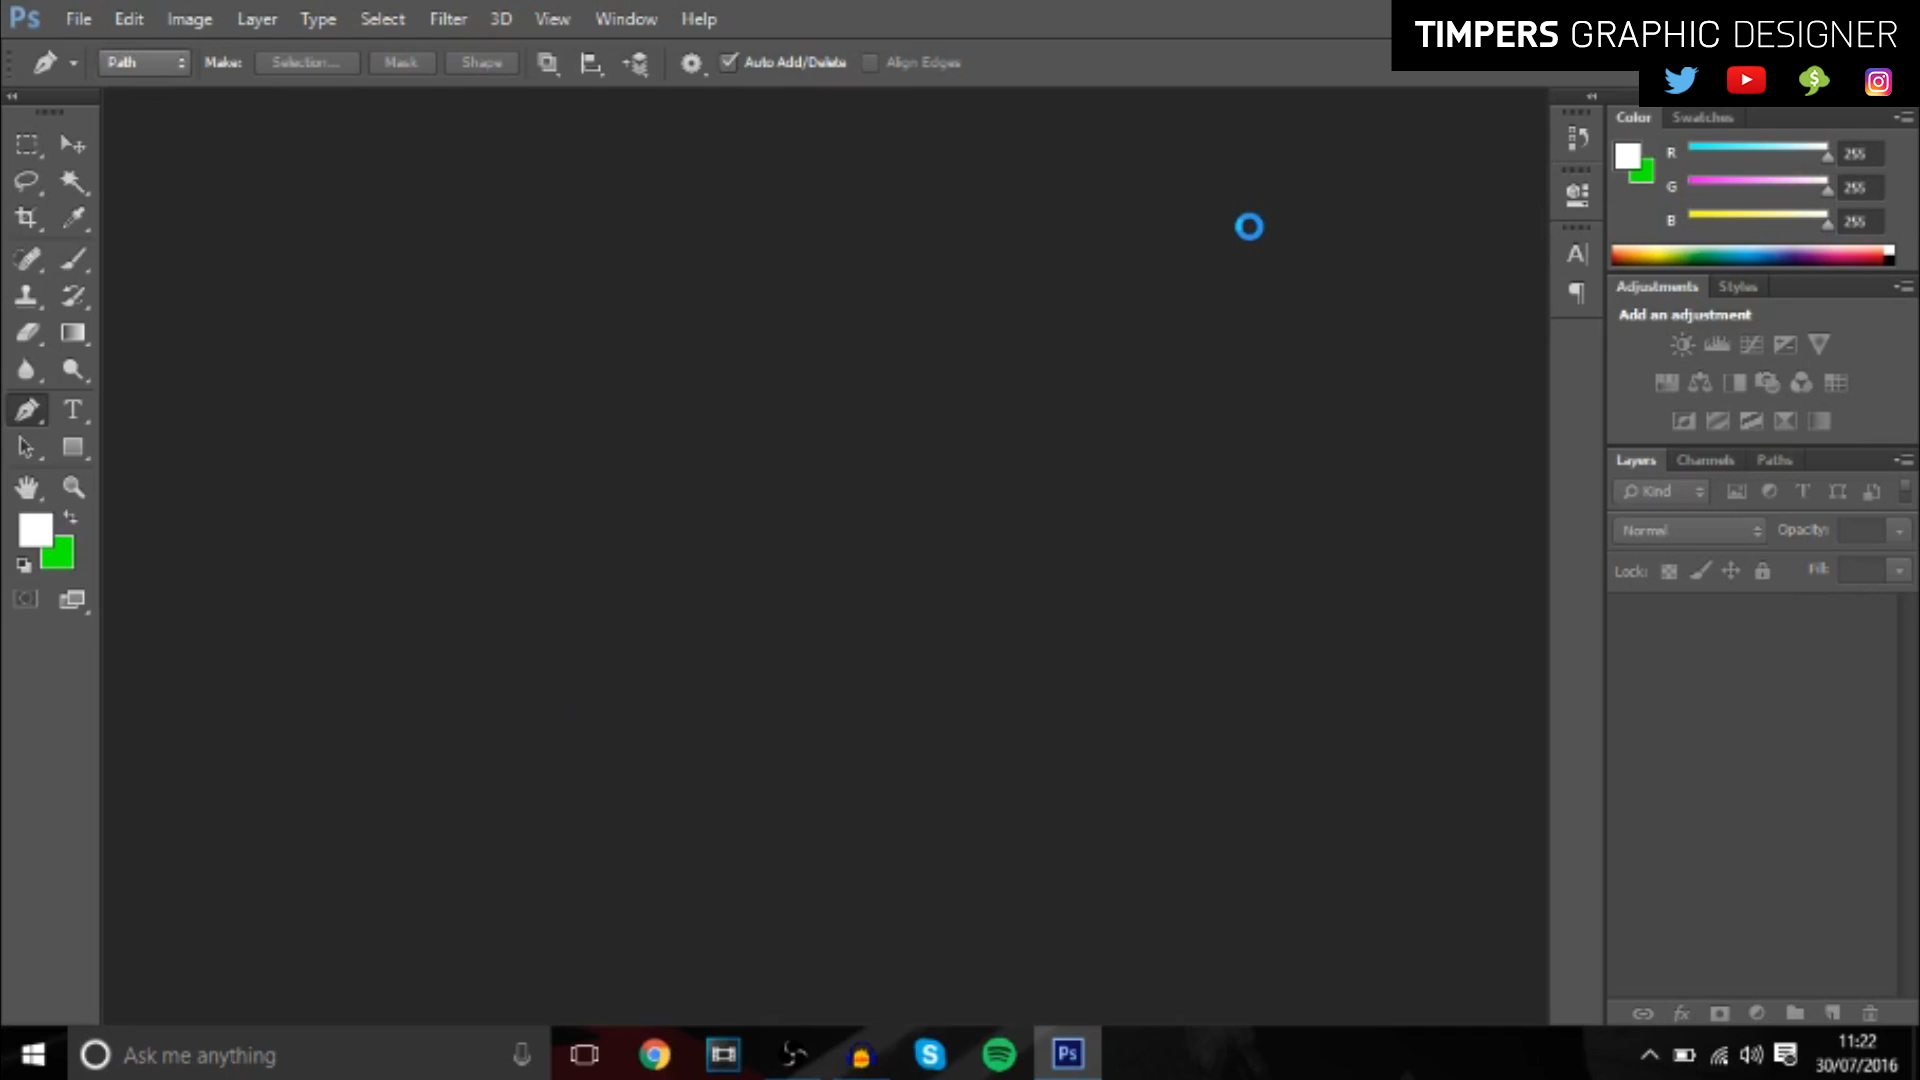 Ps File Edit Image Layer Type Select Filter 3D View Window Help
TIMPERS GRAPHIC DESIGNER
Path Make: Selection... Mask Shape Auto Add/Delete Align Edges
Color Swatches
R 255
G 255
B 255
Adjustments Styles
Add an adjustment
Layers Channels Paths
Kind
Normal Opacity:
Lock: Fill:
Ask me anything
Ps
11:22
30/07/2016